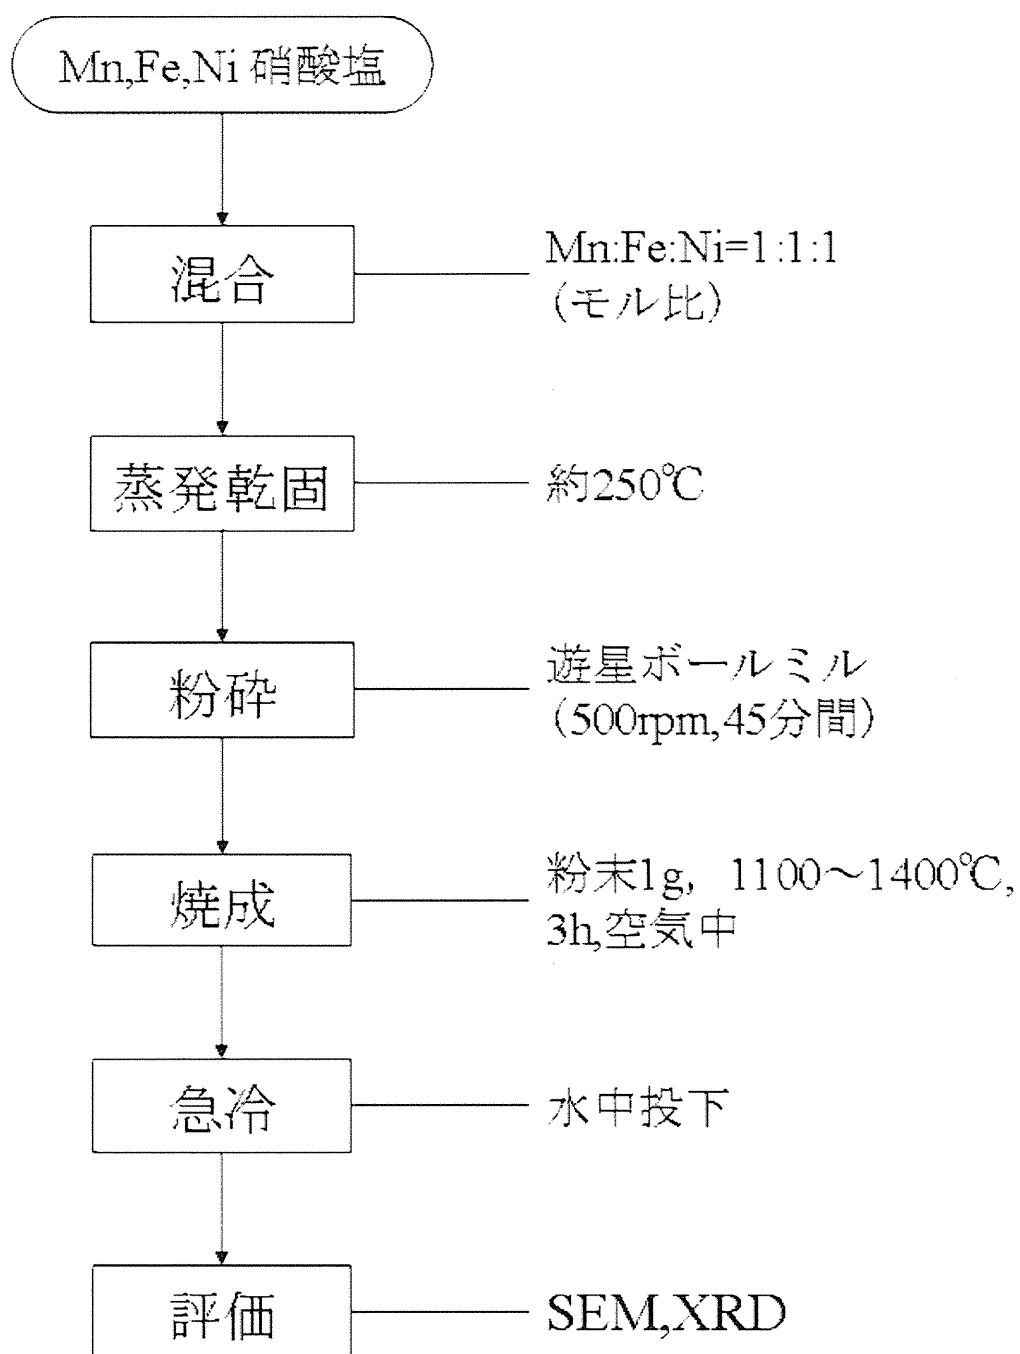 Mn,Fe,Ni 硝酸塩
混合
Mn:Fe:Ni=1:1:1
(モル比)
蒸発乾固
約250℃
粉砕
遊星ボールミル
(500rpm,45分間)
焼成
粉末1g, 1100～1400℃,
3h,空気中
急冷
水中投下
評価
SEM,XRD